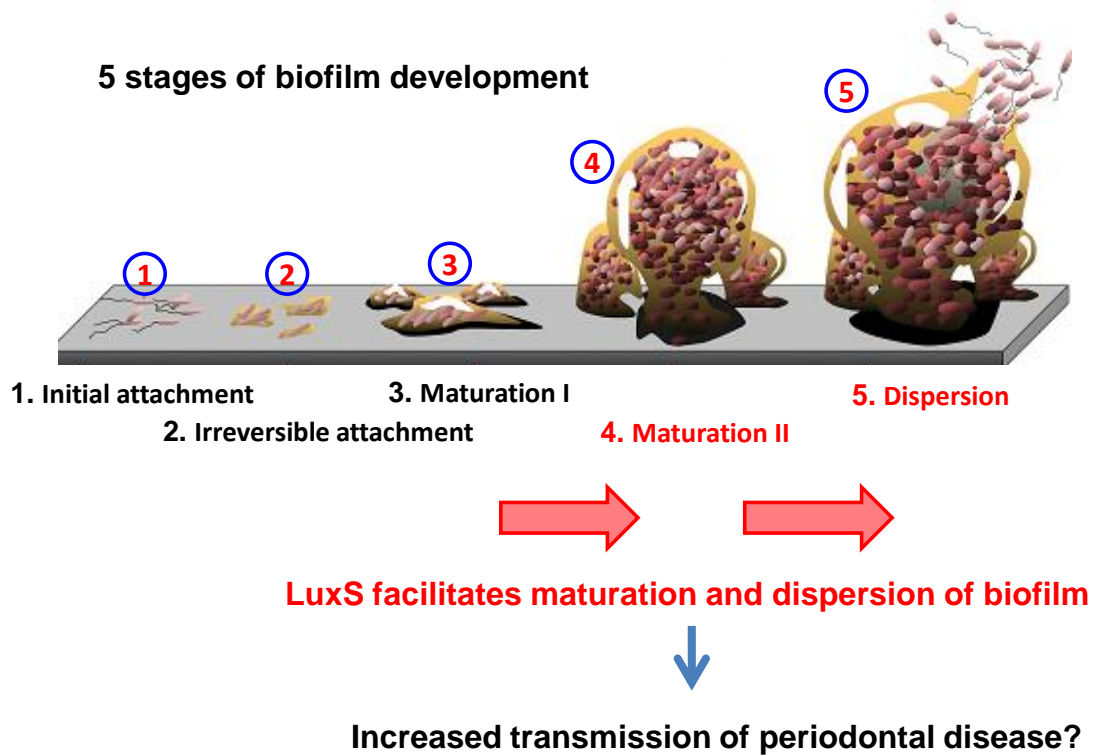 5 stages of biofilm development
5
4
3
1
2
1. Initial attachment
3. Maturation I
5. Dispersion
2. Irreversible attachment
4. Maturation II
LuxS facilitates maturation and dispersion of biofilm
Increased transmission of periodontal disease?